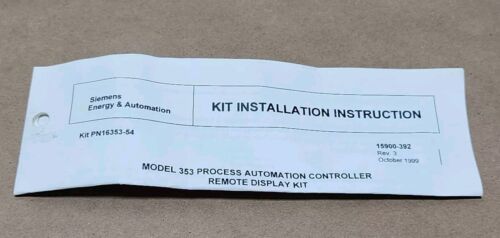 Siemens
Energy & Automation
KIT INSTALLATION INSTRUCTION
Kit PN16353-54
15900-392
Rev. 3
October 1999
MODEL 353 PROCESS AUTOMATION CONTROLLER
REMOTE DISPLAY KIT